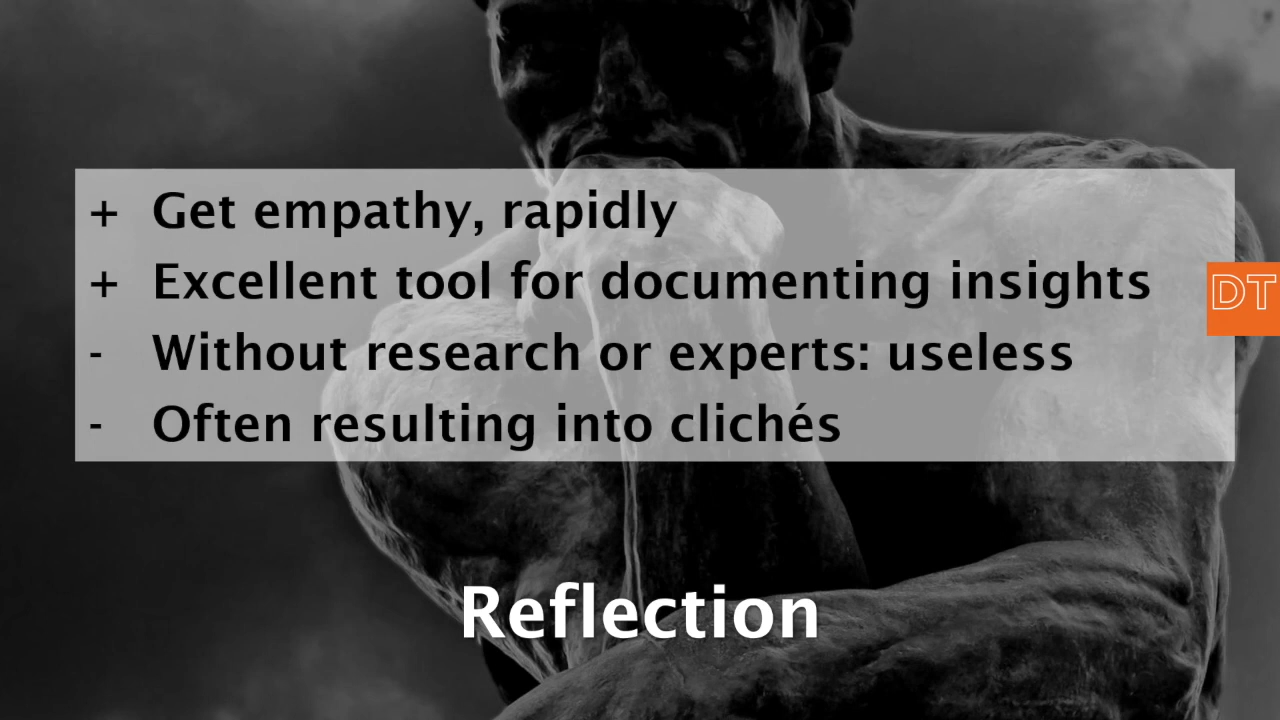 + Get empathy, rapidly
+ Excellent tool for documenting insights
- Without research or experts: useless
- Often resulting into clichés
DT
Reflection